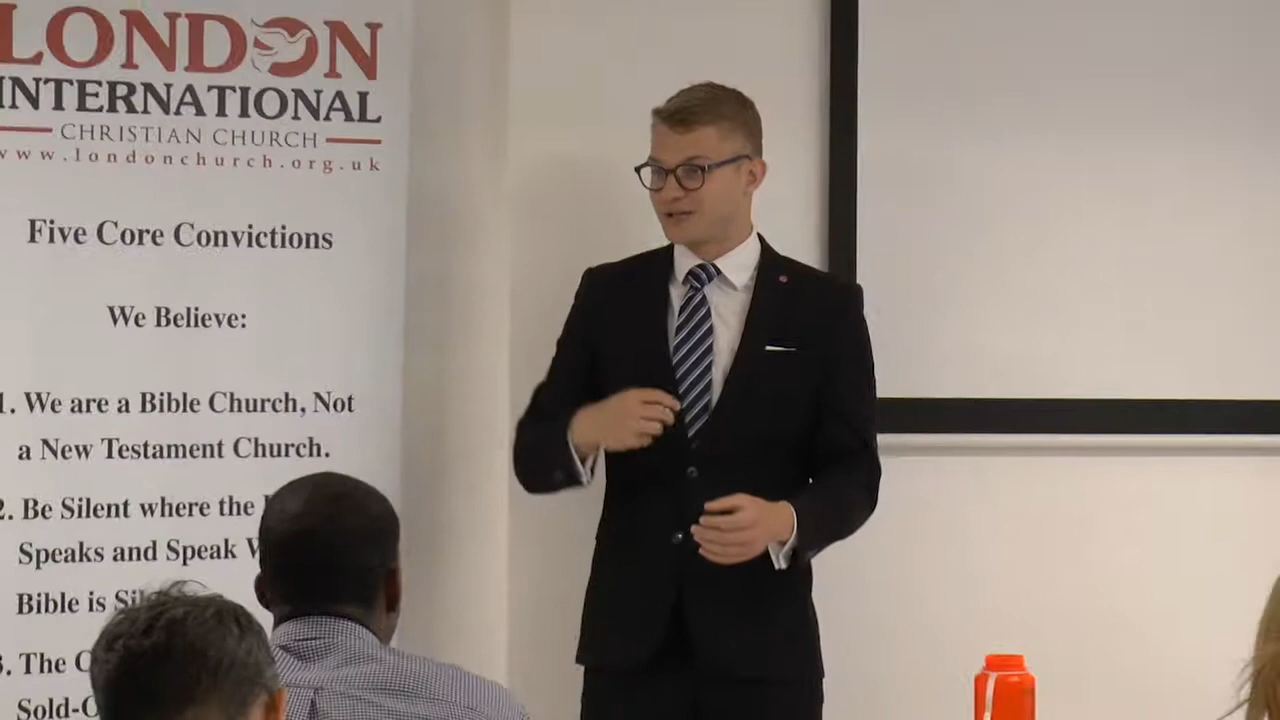 LONDON
INTERNATIONAL
CHRISTIAN CHURCH
www.londonchurch.org.uk
Five Core Convictions
We Believe:
1. We are a Bible Church, Not
a New Testament Church.
2. Be Silent where the
Speaks and Speak
Bible is
3. The